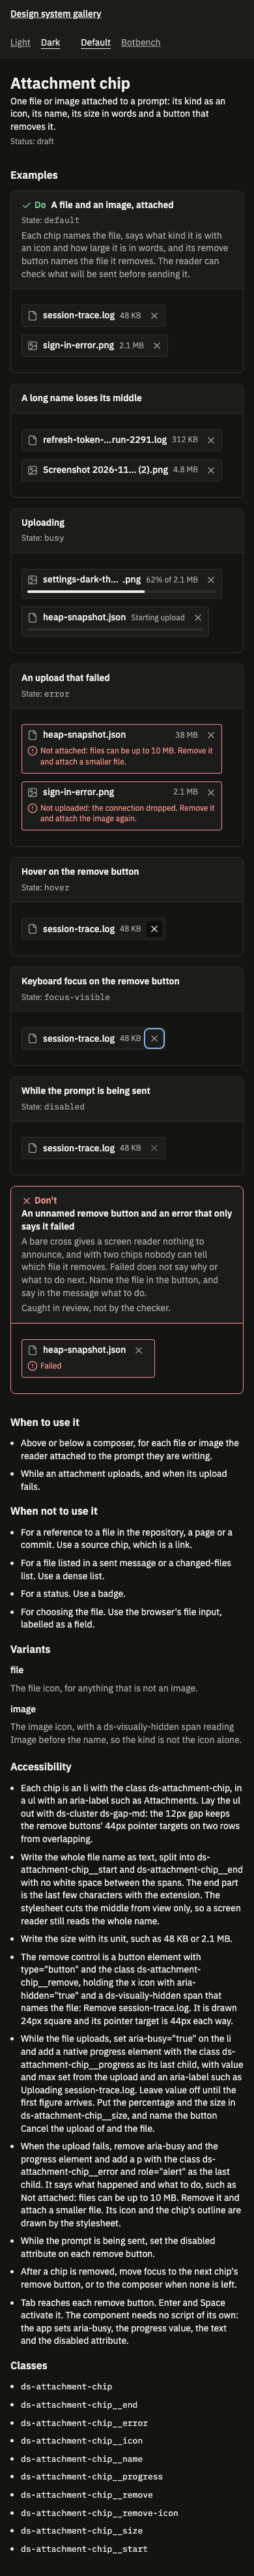 Design system gallery
Light Dark Default Botbench
Attachment chip
One file or image attached to a prompt: its kind as an
icon, its name, its size in words and a button that
removes it.
Status: draft
Examples
Do A file and an image, attached
State: default
Each chip names the file, says what kind it is with
an icon and how large it is in words, and its remove
button names the file it removes. The reader can
check what will be sent before sending it.
session-trace.log 48 KB
sign-in-error.png 2.1 MB
A long name loses its middle
refresh-token-…run-2291.log 312 KB
Screenshot 2026-11… (2).png 4.8 MB
Uploading
State: busy
settings-dark-th… .png 62% of 2.1 MB
heap-snapshot.json Starting upload
An upload that failed
State: error
heap-snapshot.json 38 MB
Not attached: files can be up to 10 MB. Remove it
and attach a smaller file.
sign-in-error.png 2.1 MB
Not uploaded: the connection dropped. Remove it
and attach the image again.
Hover on the remove button
State: hover
session-trace.log 48 KB
Keyboard focus on the remove button
State: focus-visible
session-trace.log 48 KB
While the prompt is being sent
State: disabled
session-trace.log 48 KB
Don't
An unnamed remove button and an error that only
says it failed
A bare cross gives a screen reader nothing to
announce, and with two chips nobody can tell
which file it removes. Failed does not say why or
what to do next. Name the file in the button, and
say in the message what to do.
Caught in review, not by the checker.
heap-snapshot.json
Failed
When to use it
Above or below a composer, for each file or image the
reader attached to the prompt they are writing.
While an attachment uploads, and when its upload
fails.
When not to use it
For a reference to a file in the repository, a page or a
commit. Use a source chip, which is a link.
For a file listed in a sent message or a changed-files
list. Use a dense list.
For a status. Use a badge.
For choosing the file. Use the browser's file input,
labelled as a field.
Variants
file
The file icon, for anything that is not an image.
image
The image icon, with a ds-visually-hidden span reading
Image before the name, so the kind is not the icon alone.
Accessibility
Each chip is an li with the class ds-attachment-chip, in
a ul with an aria-label such as Attachments. Lay the ul
out with ds-cluster ds-gap-md: the 12px gap keeps
the remove buttons' 44px pointer targets on two rows
from overlapping.
Write the whole file name as text, split into ds-
attachment-chip__start and ds-attachment-chip__end
with no white space between the spans. The end part
is the last few characters with the extension. The
stylesheet cuts the middle from view only, so a screen
reader still reads the whole name.
Write the size with its unit, such as 48 KB or 2.1 MB.
The remove control is a button element with
type="button" and the class ds-attachment-
chip__remove, holding the x icon with aria-
hidden="true" and a ds-visually-hidden span that
names the file: Remove session-trace.log. It is drawn
24px square and its pointer target is 44px each way.
While the file uploads, set aria-busy="true" on the li
and add a native progress element with the class ds-
attachment-chip__progress as its last child, with value
and max set from the upload and an aria-label such as
Uploading session-trace.log. Leave value off until the
first figure arrives. Put the percentage and the size in
ds-attachment-chip__size, and name the button
Cancel the upload of and the file.
When the upload fails, remove aria-busy and the
progress element and add a p with the class ds-
attachment-chip__error and role="alert" as the last
child. It says what happened and what to do, such as
Not attached: files can be up to 10 MB. Remove it and
attach a smaller file. Its icon and the chip's outline are
drawn by the stylesheet.
While the prompt is being sent, set the disabled
attribute on each remove button.
After a chip is removed, move focus to the next chip's
remove button, or to the composer when none is left.
Tab reaches each remove button. Enter and Space
activate it. The component needs no script of its own:
the app sets aria-busy, the progress value, the text
and the disabled attribute.
Classes
ds-attachment-chip
ds-attachment-chip__end
ds-attachment-chip__error
ds-attachment-chip__icon
ds-attachment-chip__name
ds-attachment-chip__progress
ds-attachment-chip__remove
ds-attachment-chip__remove-icon
ds-attachment-chip__size
ds-attachment-chip__start